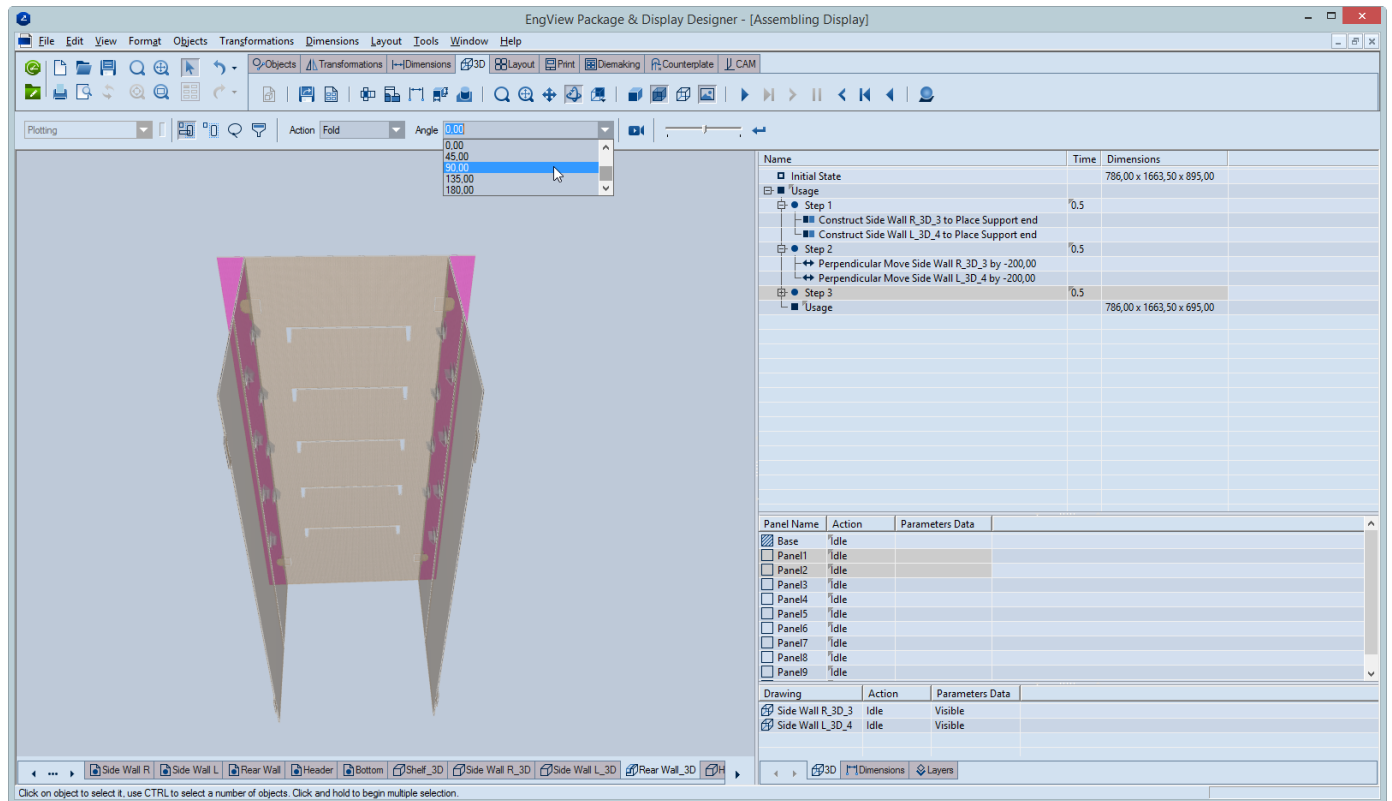 EngView Package & Display Designer - [Assembling Display]
File Edit View Format Objects Transformations Dimensions Layout Tools Window Help
Objects Transformations Dimensions 3D Layout Print Diemaking Counterplate CAM
Plotting Action Fold Angle 0,00
0,00
45,00
90,00
135,00
180,00
Name Time Dimensions
Initial State 786,00 x 1663,50 x 895,00
Usage
Step 1 0.5
Construct Side Wall R_3D_3 to Place Support end
Construct Side Wall L_3D_4 to Place Support end
Step 2 0.5
Perpendicular Move Side Wall R_3D_3 by -200,00
Perpendicular Move Side Wall L_3D_4 by -200,00
Step 3 0.5
Usage 786,00 x 1663,50 x 695,00
Panel Name Action Parameters Data
Base Idle
Panel1 Idle
Panel2 Idle
Panel3 Idle
Panel4 Idle
Panel5 Idle
Panel6 Idle
Panel7 Idle
Panel8 Idle
Panel9 Idle
Drawing Action Parameters Data
Side Wall R_3D_3 Idle Visible
Side Wall L_3D_4 Idle Visible
Side Wall R Side Wall L Rear Wall Header Bottom Shelf_3D Side Wall R_3D Side Wall L_3D Rear Wall_3D H
3D Dimensions Layers
Click on object to select it, use CTRL to select a number of objects. Click and hold to begin multiple selection.